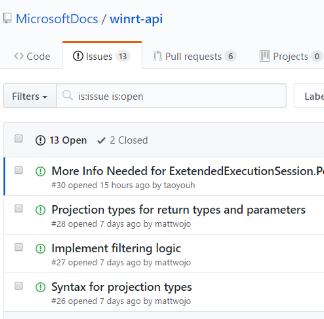 MicrosoftDocs / winrt-api
Code Issues 13 Pull requests 6 Projects 0
Filters is:issue is:open
13 Open 2 Closed
More Info Needed for ExetendedExecutionSession.
#30 opened 15 hours ago by taoyouh
Projection types for return types and parameters
#28 opened 7 days ago by mattwojo
Implement filtering logic
#27 opened 7 days ago by mattwojo
Syntax for projection types
#26 opened 7 days ago by mattwojo